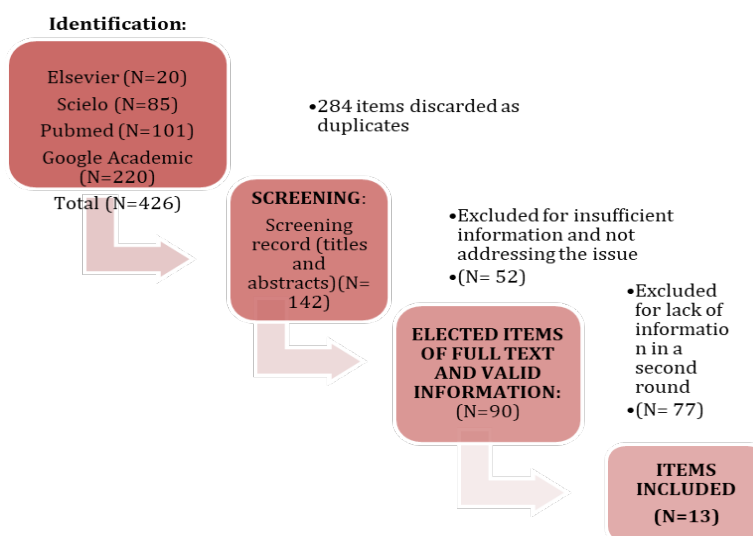 Identification:
Elsevier (N=20)
Scielo (N=85)
Pubmed (N=101)
Google Academic
(N=220)
Total (N=426)
•284 items discarded as
duplicates
SCREENING:
Screening
record (titles
and
abstracts)(N=
142)
•Excluded for insufficient
information and not
addressing the issue
•(N= 52)
ELECTED ITEMS
OF FULL TEXT
AND VALID
INFORMATION:
(N=90)
•Excluded
for lack of
informatio
n in a
second
round
•(N= 77)
ITEMS
INCLUDED
(N=13)